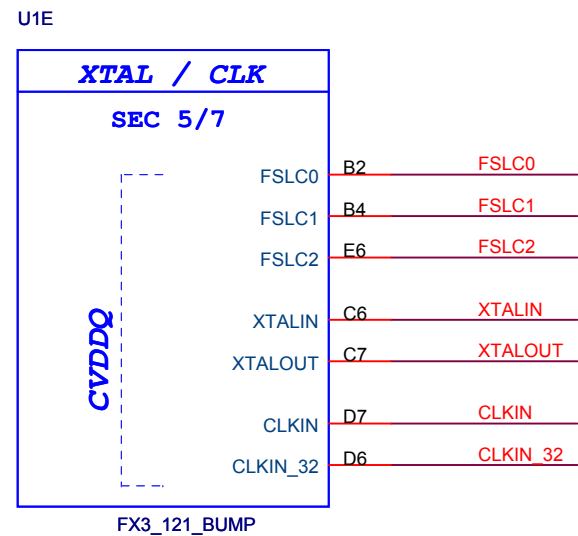 U1E
XTAL / CLK
SEC 5/7
FSLC0 B2 FSLC0
FSLC1 B4 FSLC1
FSLC2 E6 FSLC2
XTALIN C6 XTALIN
XTALOUT C7 XTALOUT
CVDDQ
CLKIN D7 CLKIN
CLKIN_32 D6 CLKIN_32
FX3_121_BUMP